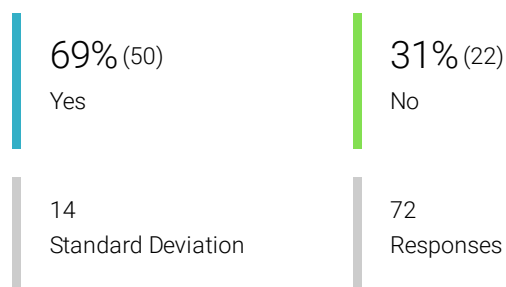 69% (50)
Yes
31% (22)
No
14
Standard Deviation
72
Responses